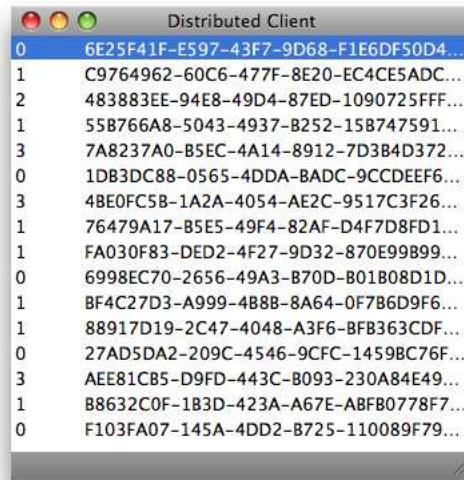 Distributed Client
0 6E25F41F-E597-43F7-9D68-F1E6DF50D4...
1 C9764962-60C6-477F-8E20-EC4CE5ADC...
2 483883EE-94E8-49D4-87ED-1090725FFF...
1 55B766A8-5043-4937-B252-15B747591...
3 7A8237A0-B5EC-4A14-8912-7D3B4D372...
0 1DB3DC88-0565-4DDA-BADC-9CCDEEF6...
3 4BE0FC5B-1A2A-4054-AE2C-9517C3F26...
1 76479A17-B5E5-49F4-82AF-D4F7D8FD1...
1 FA030F83-DED2-4F27-9D32-870E99B99...
0 6998EC70-2656-49A3-B70D-B01B08D1D...
1 BF4C27D3-A999-4B8B-8A64-0F7B6D9F6...
1 88917D19-2C47-4048-A3F6-BFB363CDF...
0 27AD5DA2-209C-4546-9CFC-1459BC76F...
3 AEE81CB5-D9FD-443C-B093-230A84E49...
1 B8632C0F-1B3D-423A-A67E-ABFB0778F7...
0 F103FA07-145A-4DD2-B725-110089F79...